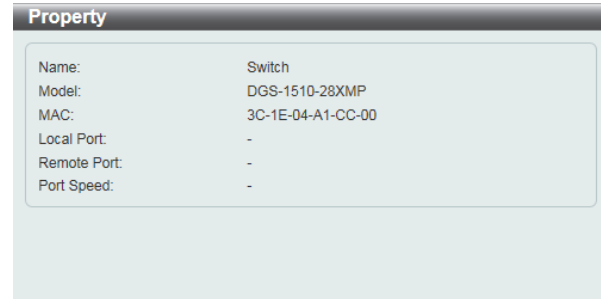 Property
Name: Switch
Model: DGS-1510-28XMP
MAC: 3C-1E-04-A1-CC-00
Local Port: -
Remote Port: -
Port Speed: -